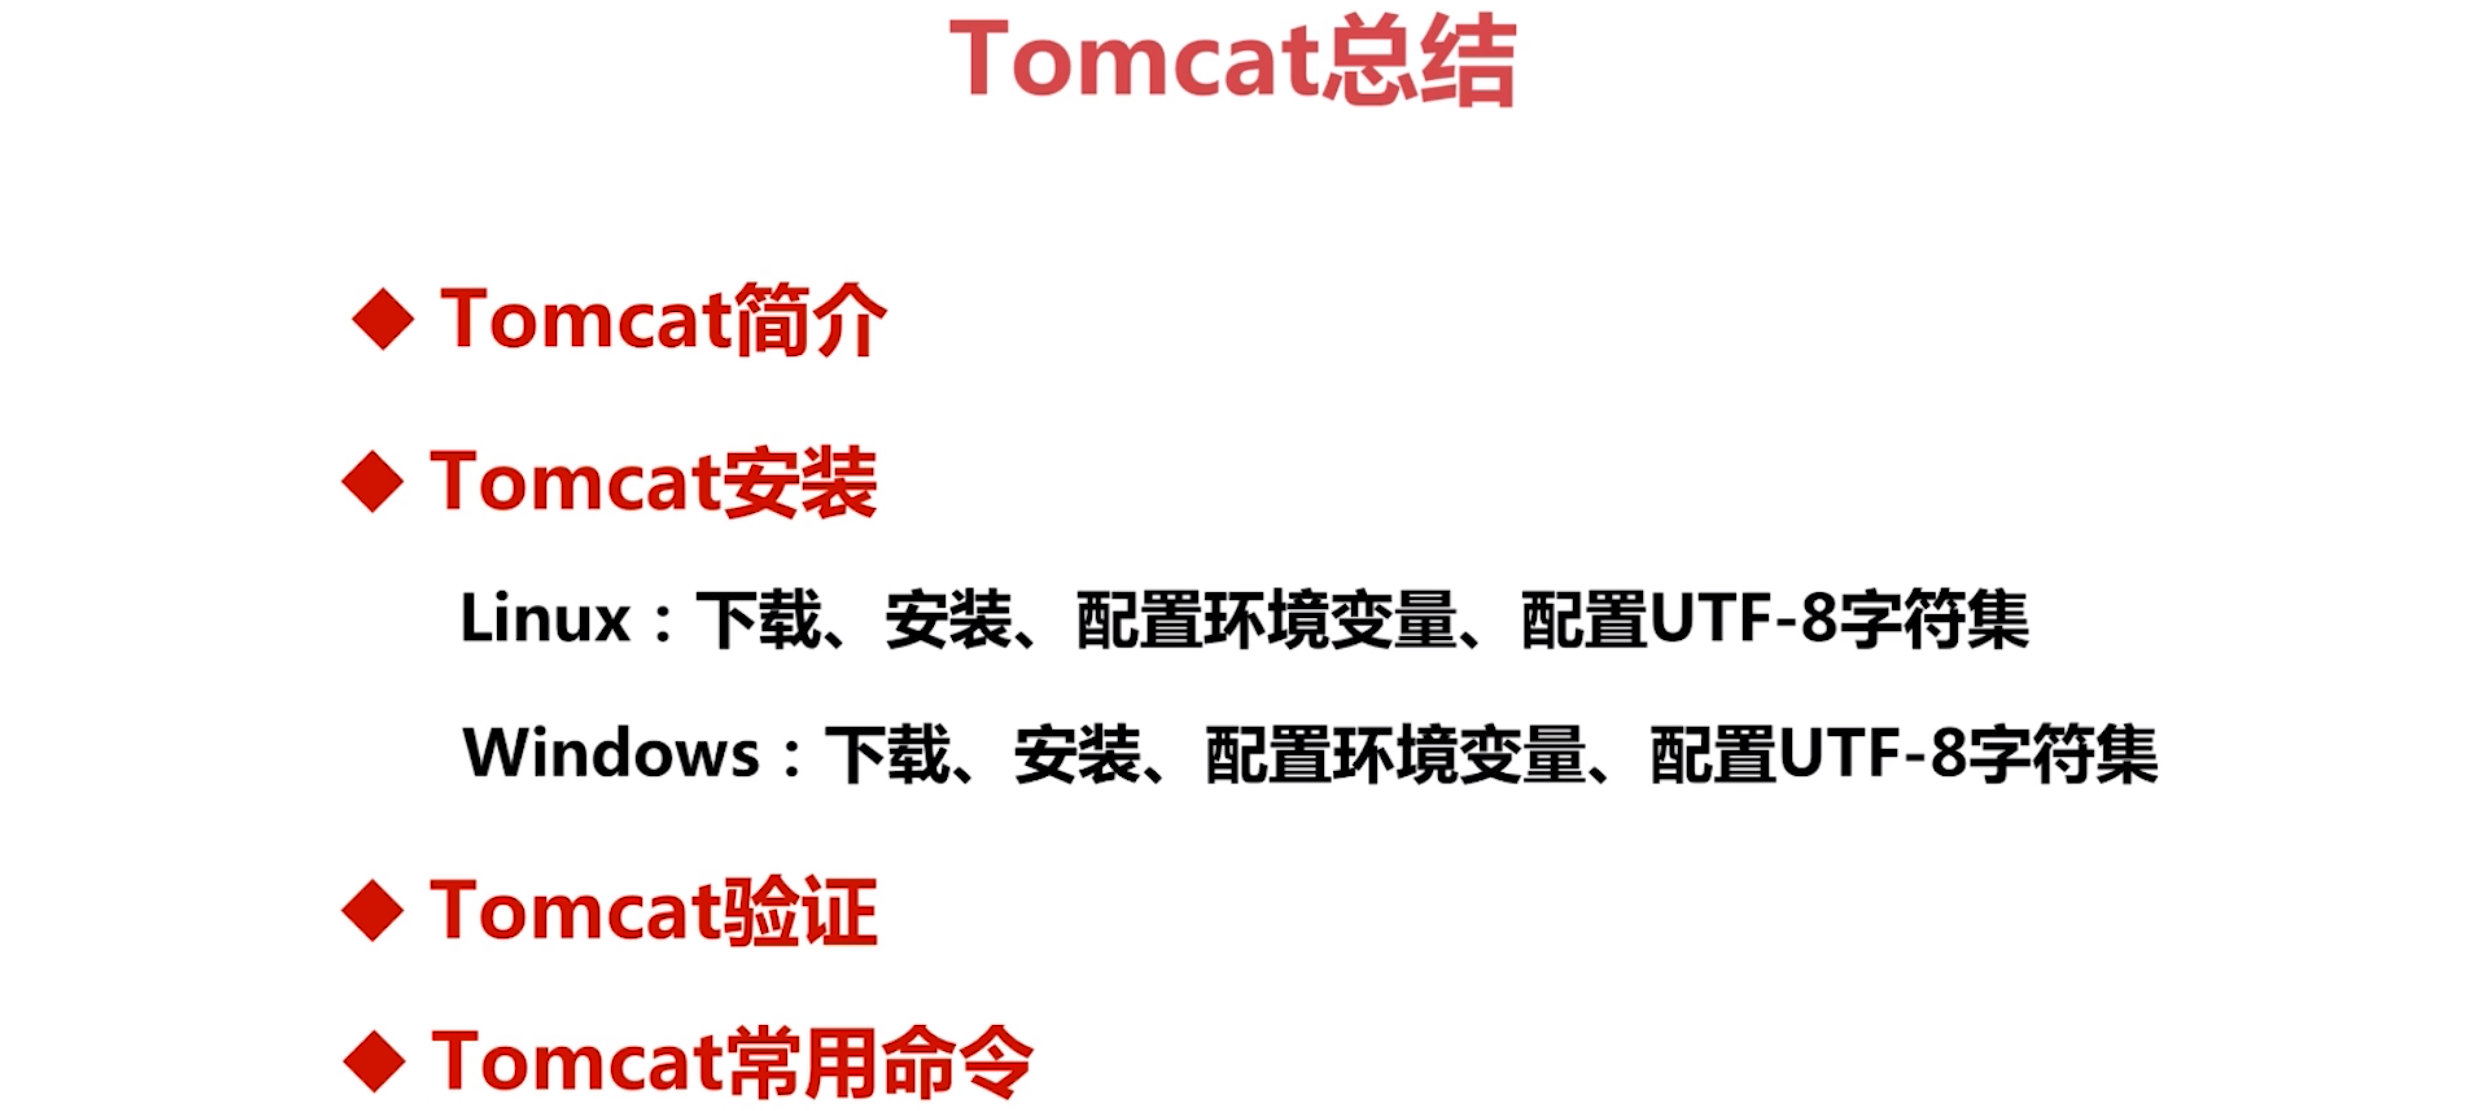 Tomcat总结
◆ Tomcat简介
◆ Tomcat安装
Linux：下载、安装、配置环境变量、配置UTF-8字符集
Windows：下载、安装、配置环境变量、配置UTF-8字符集
◆ Tomcat验证
◆ Tomcat常用命令